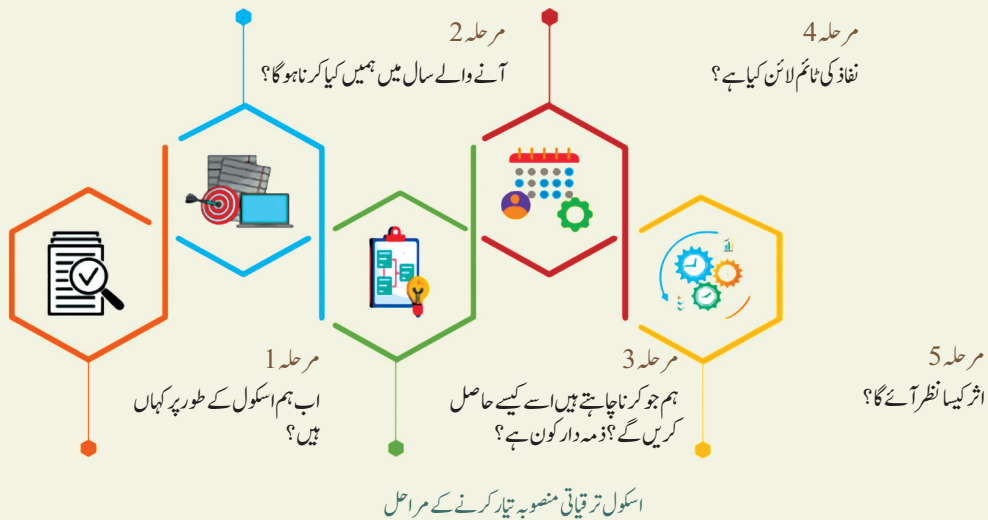 مرحلہ 1
اب ہم اسکول کے طور پر کہاں
ہیں؟
مرحلہ 2
آنے والے سال میں ہمیں کیا کرنا ہوگا؟
مرحلہ 3
ہم جو کرنا چاہتے ہیں اسے کیسے حاصل
کریں گے؟ ذمہ دار کون ہے؟
مرحلہ 4
نفاذ کی ٹائم لائن کیا ہے؟
مرحلہ 5
اثر کیسا نظر آئے گا؟
اسکول ترقیاتی منصوبہ تیار کرنے کے مراحل